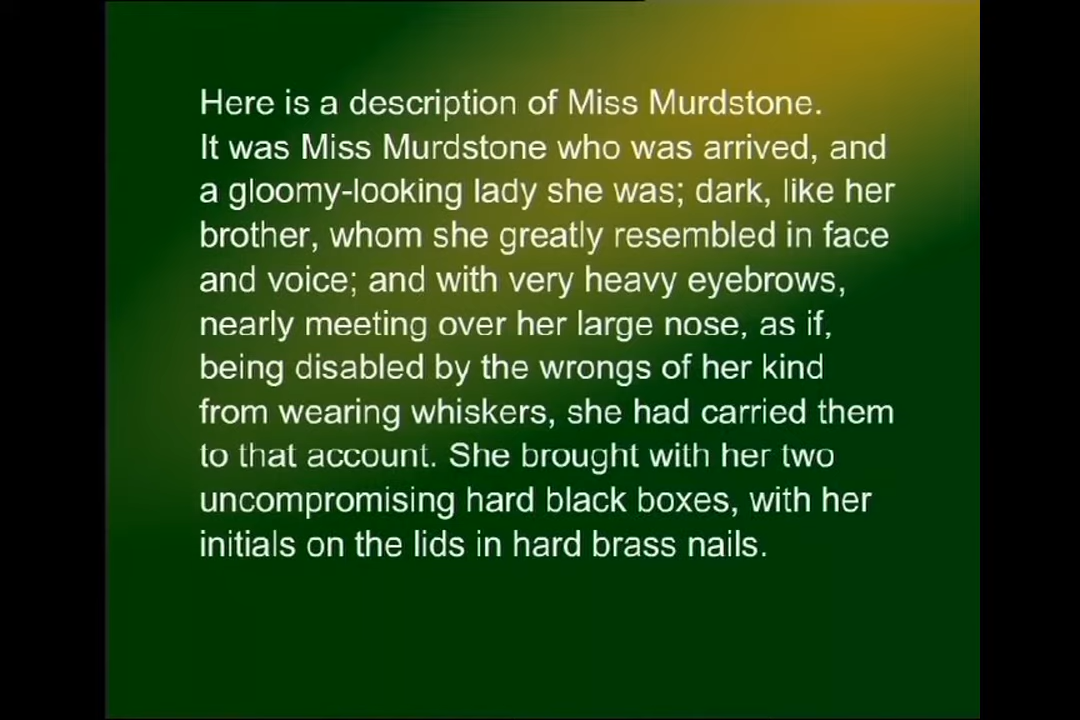 Here is a description of Miss Murdstone.
It was Miss Murdstone who was arrived, and
a gloomy-looking lady she was; dark, like her
brother, whom she greatly resembled in face
and voice; and with very heavy eyebrows,
nearly meeting over her large nose, as if,
being disabled by the wrongs of her kind
from wearing whiskers, she had carried them
to that account. She brought with her two
uncompromising hard black boxes, with her
initials on the lids in hard brass nails.